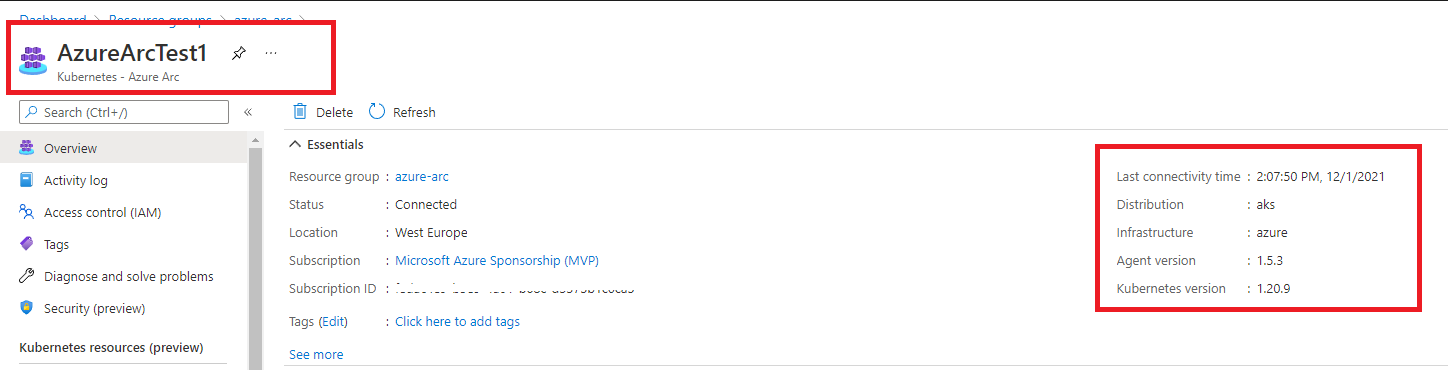 Dashboard > Resource groups > azure-arc >
AzureArcTest1 ...
Kubernetes - Azure Arc
Search (Ctrl+/) «
Overview
Activity log
Access control (IAM)
Tags
Diagnose and solve problems
Security (preview)
Kubernetes resources (preview)
Delete Refresh
Essentials
Resource group : azure-arc
Status : Connected
Location : West Europe
Subscription : Microsoft Azure Sponsorship (MVP)
Subscription ID :
Tags (Edit) : Click here to add tags
See more
Last connectivity time : 2:07:50 PM, 12/1/2021
Distribution : aks
Infrastructure : azure
Agent version : 1.5.3
Kubernetes version : 1.20.9